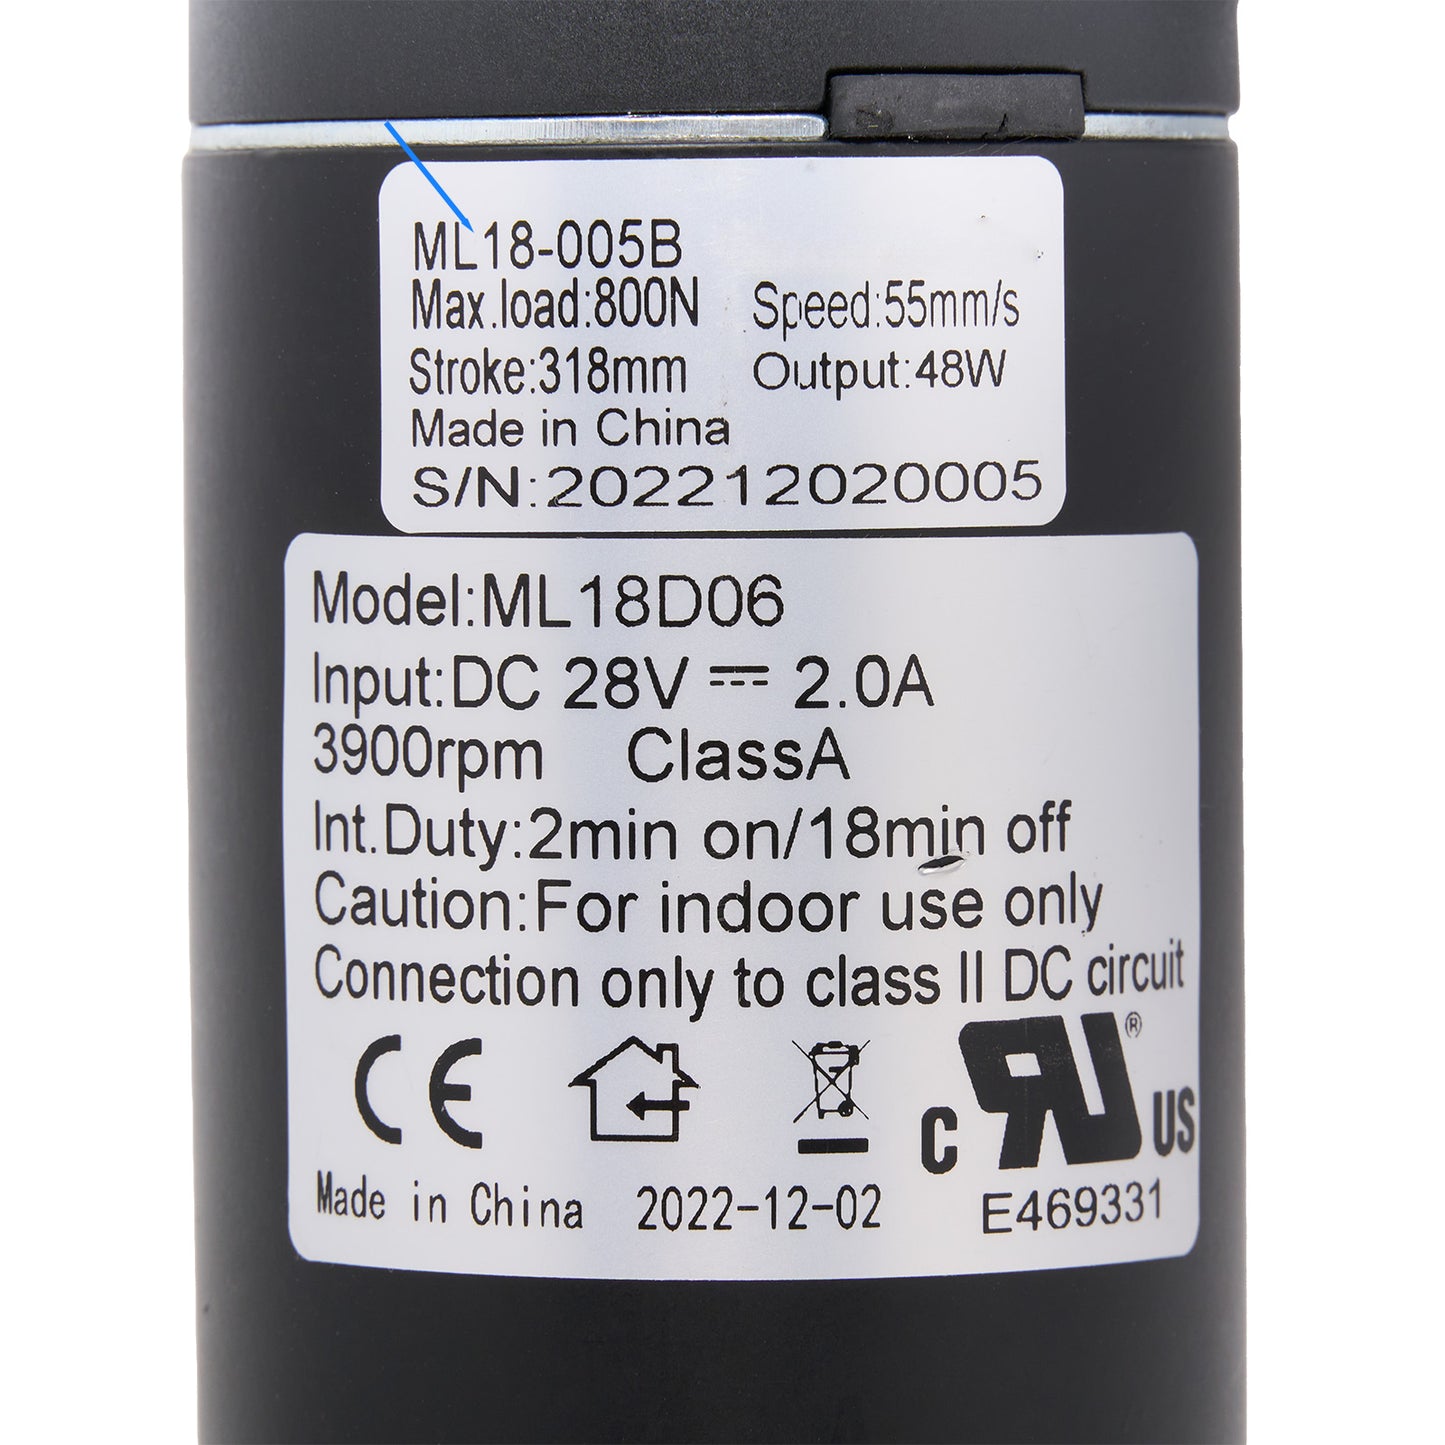 ML18-005B
Max.load:800N Speed:55mm/s
Stroke:318mm Output:48W
Made in China
S/N:202212020005
Model:ML18D06
Input:DC 28V ⎓ 2.0A
3900rpm ClassA
Int.Duty:2min on/18min off
Caution:For indoor use only
Connection only to class II DC circuit
CE c RU ® US
Made in China 2022-12-02 E469331